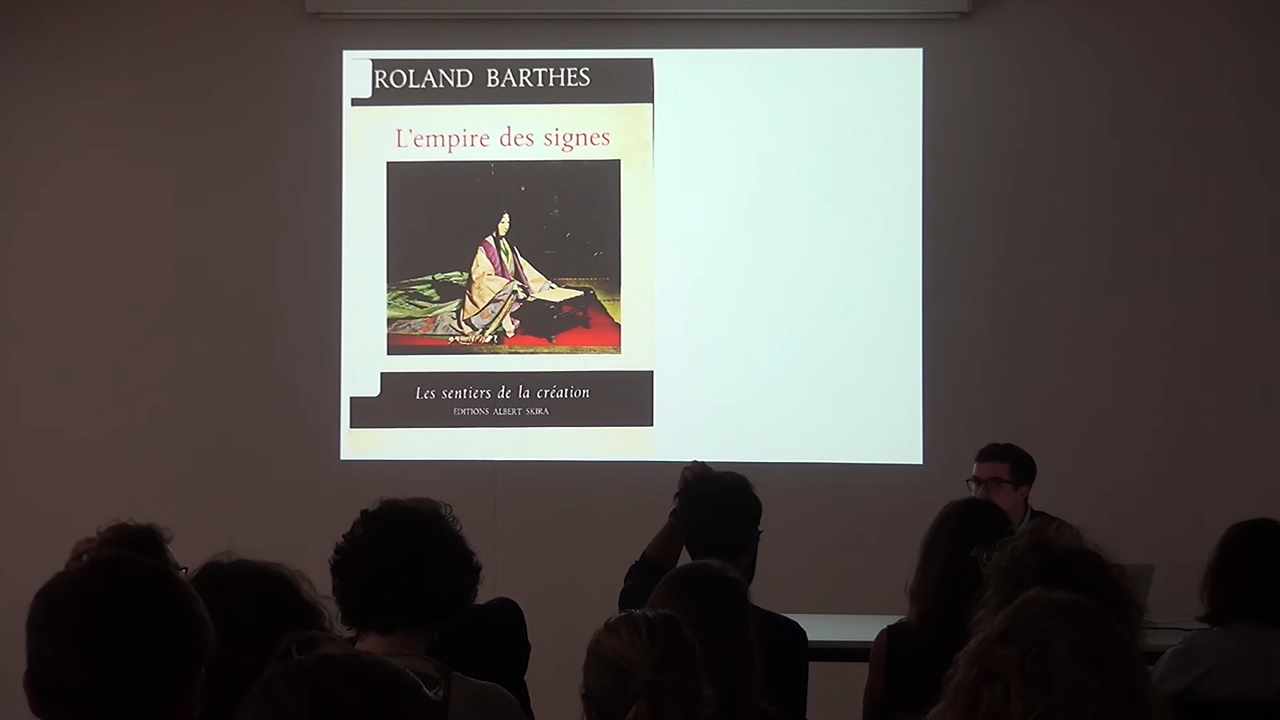 ROLAND BARTHES
L'empire des signes
Les sentiers de la création
ÉDITIONS ALBERT SKIRA